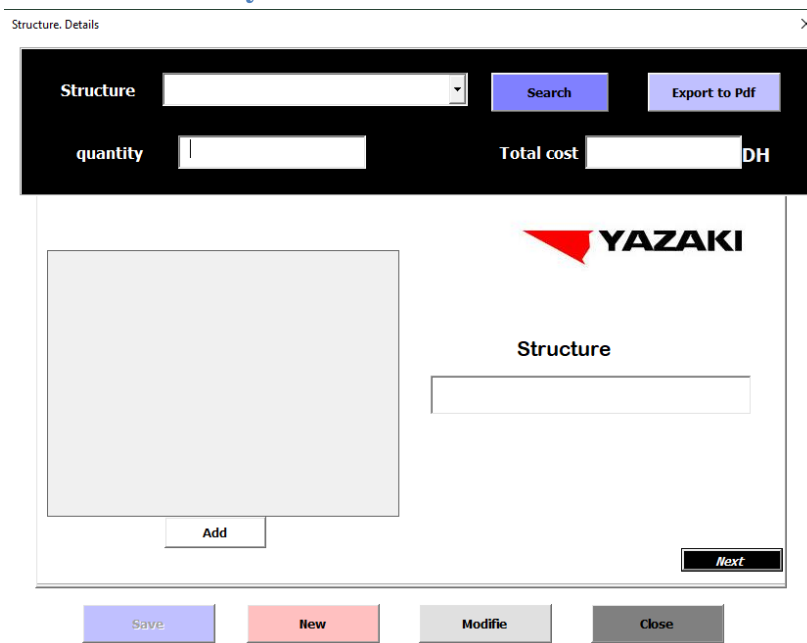 Structure. Details
Structure
Search
Export to Pdf
quantity
Total cost
DH
YAZAKI
Structure
Add
Next
Save
New
Modifie
Close